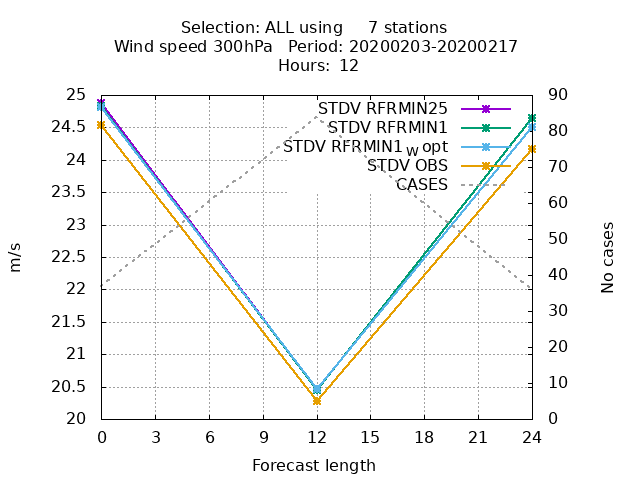 Selection: ALL using     7 stations
Wind speed 300hPa   Period: 20200203-20200217
Hours:  12
25
24.5
24
23.5
23
22.5
22
21.5
21
20.5
20
m/s
STDV RFRMIN25
STDV RFRMIN1
STDV RFRMIN1wopt
STDV OBS
CASES
90
80
70
60
50
40
30
20
10
0
No cases
0 3 6 9 12 15 18 21 24
Forecast length